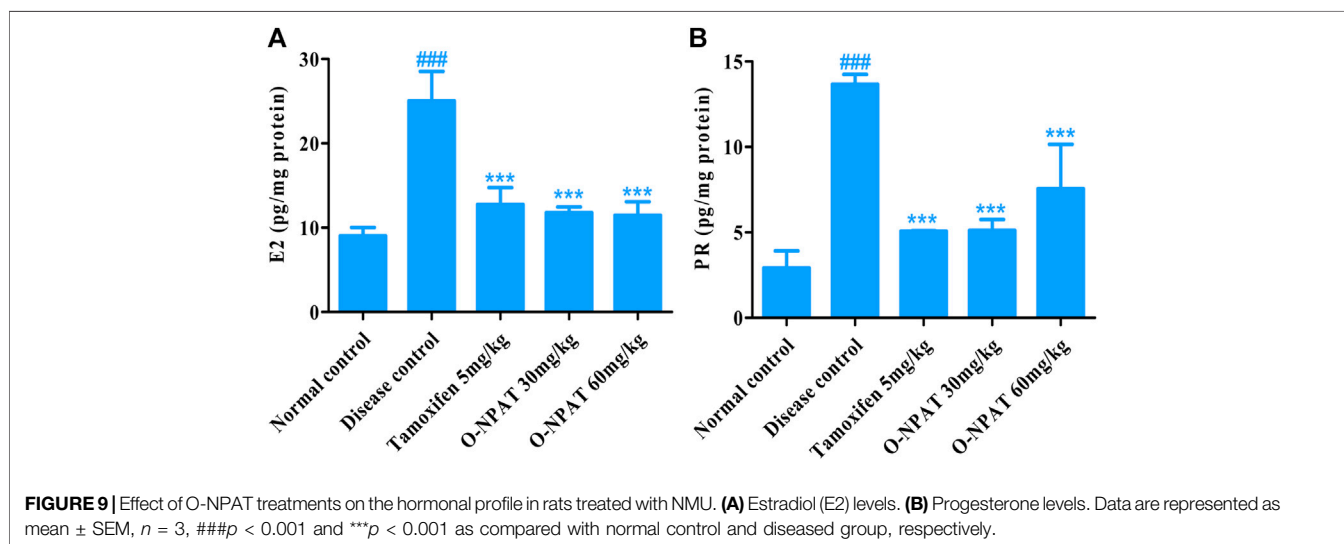 A
E2 (pg/mg protein)
30
20
10
0
###
***
***
***
Normal control
Disease control
Tamoxifen 5mg/kg
O-NPAT 30mg/kg
O-NPAT 60mg/kg
B
PR (pg/mg protein)
15
10
5
0
###
***
***
***
Normal control
Disease control
Tamoxifen 5mg/kg
O-NPAT 30mg/kg
O-NPAT 60mg/kg
FIGURE 9 | Effect of O-NPAT treatments on the hormonal profile in rats treated with NMU. (A) Estradiol (E2) levels. (B) Progesterone levels. Data are represented as
mean ± SEM, n = 3, ###p < 0.001 and ***p < 0.001 as compared with normal control and diseased group, respectively.